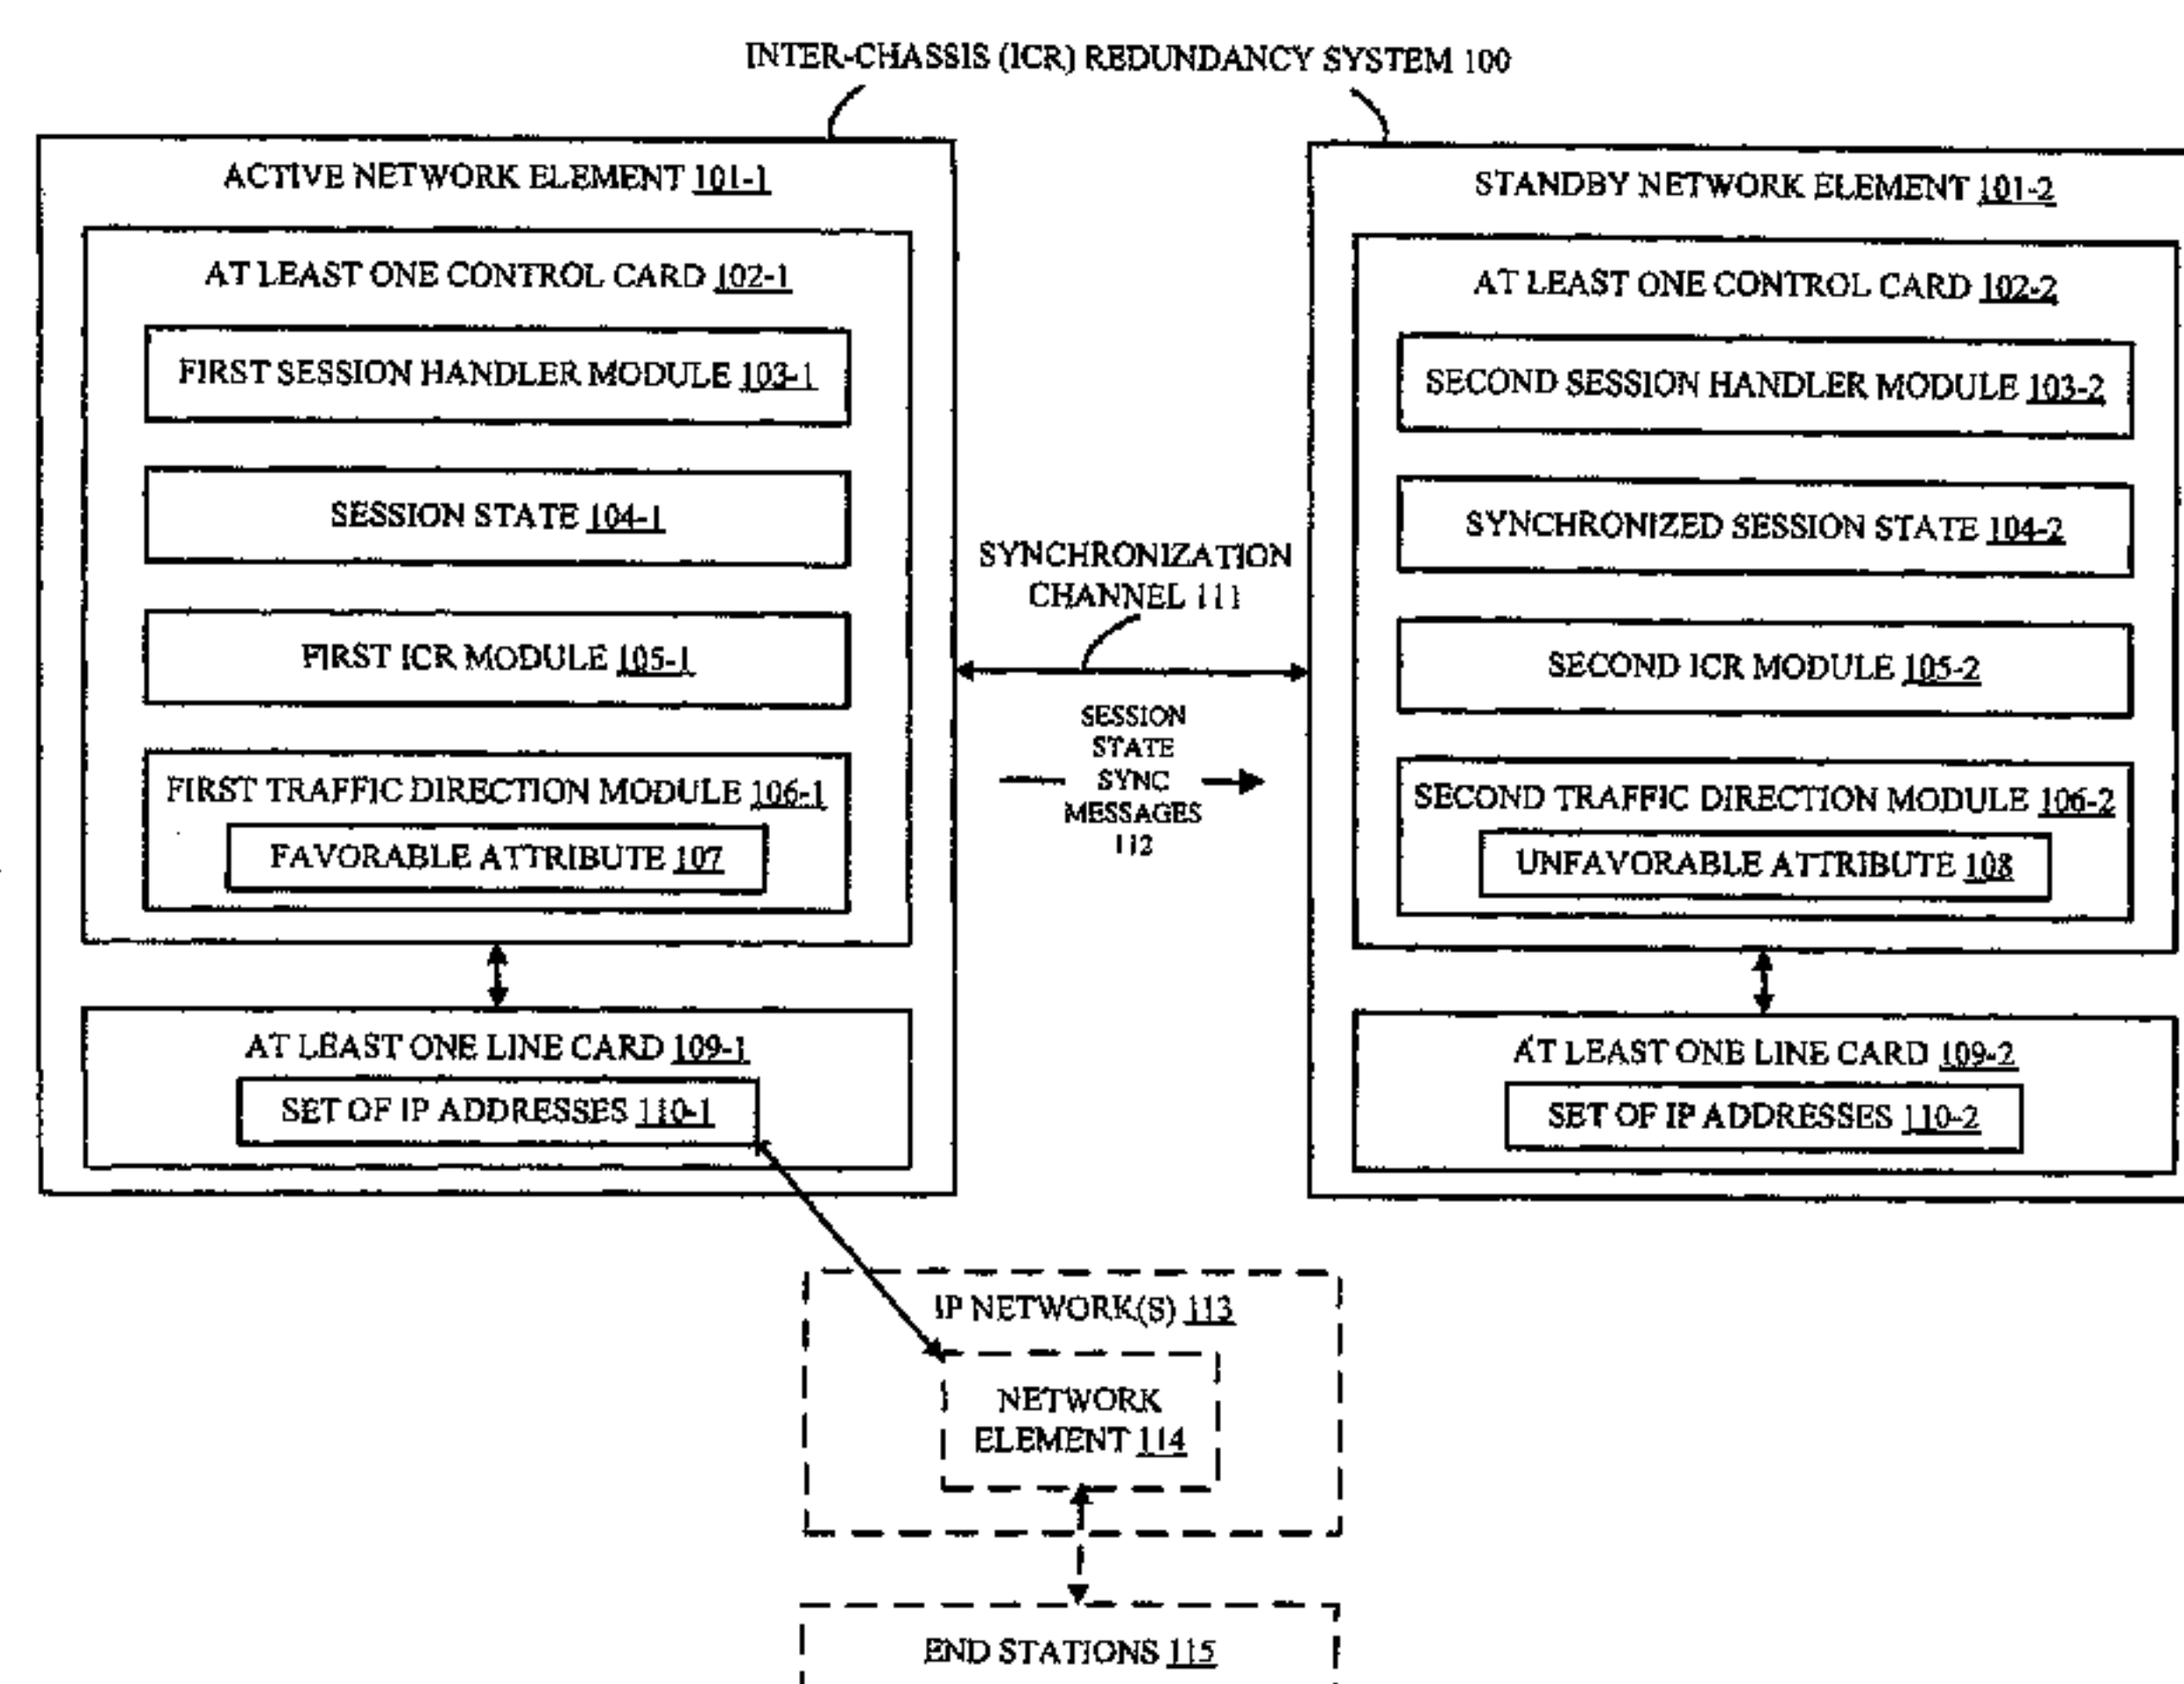 INTER-CHASSIS (ICR) REDUNDANCY SYSTEM 100
ACTIVE NETWORK ELEMENT 101-1
AT LEAST ONE CONTROL CARD 102-1
FIRST SESSION HANDLER MODULE 103-1
SESSION STATE 104-1
FIRST ICR MODULE 105-1
FIRST TRAFFIC DIRECTION MODULE 106-1
FAVORABLE ATTRIBUTE 107
AT LEAST ONE LINE CARD 109-1
SET OF IP ADDRESSES 110-1
SYNCHRONIZATION
CHANNEL 111
SESSION
STATE
SYNC
MESSAGES
112
STANDBY NETWORK ELEMENT 101-2
AT LEAST ONE CONTROL CARD 102-2
SECOND SESSION HANDLER MODULE 103-2
SYNCHRONIZED SESSION STATE 104-2
SECOND ICR MODULE 105-2
SECOND TRAFFIC DIRECTION MODULE 106-2
UNFAVORABLE ATTRIBUTE 108
AT LEAST ONE LINE CARD 109-2
SET OF IP ADDRESSES 110-2
IP NETWORK(S) 113
NETWORK
ELEMENT 114
END STATIONS 115